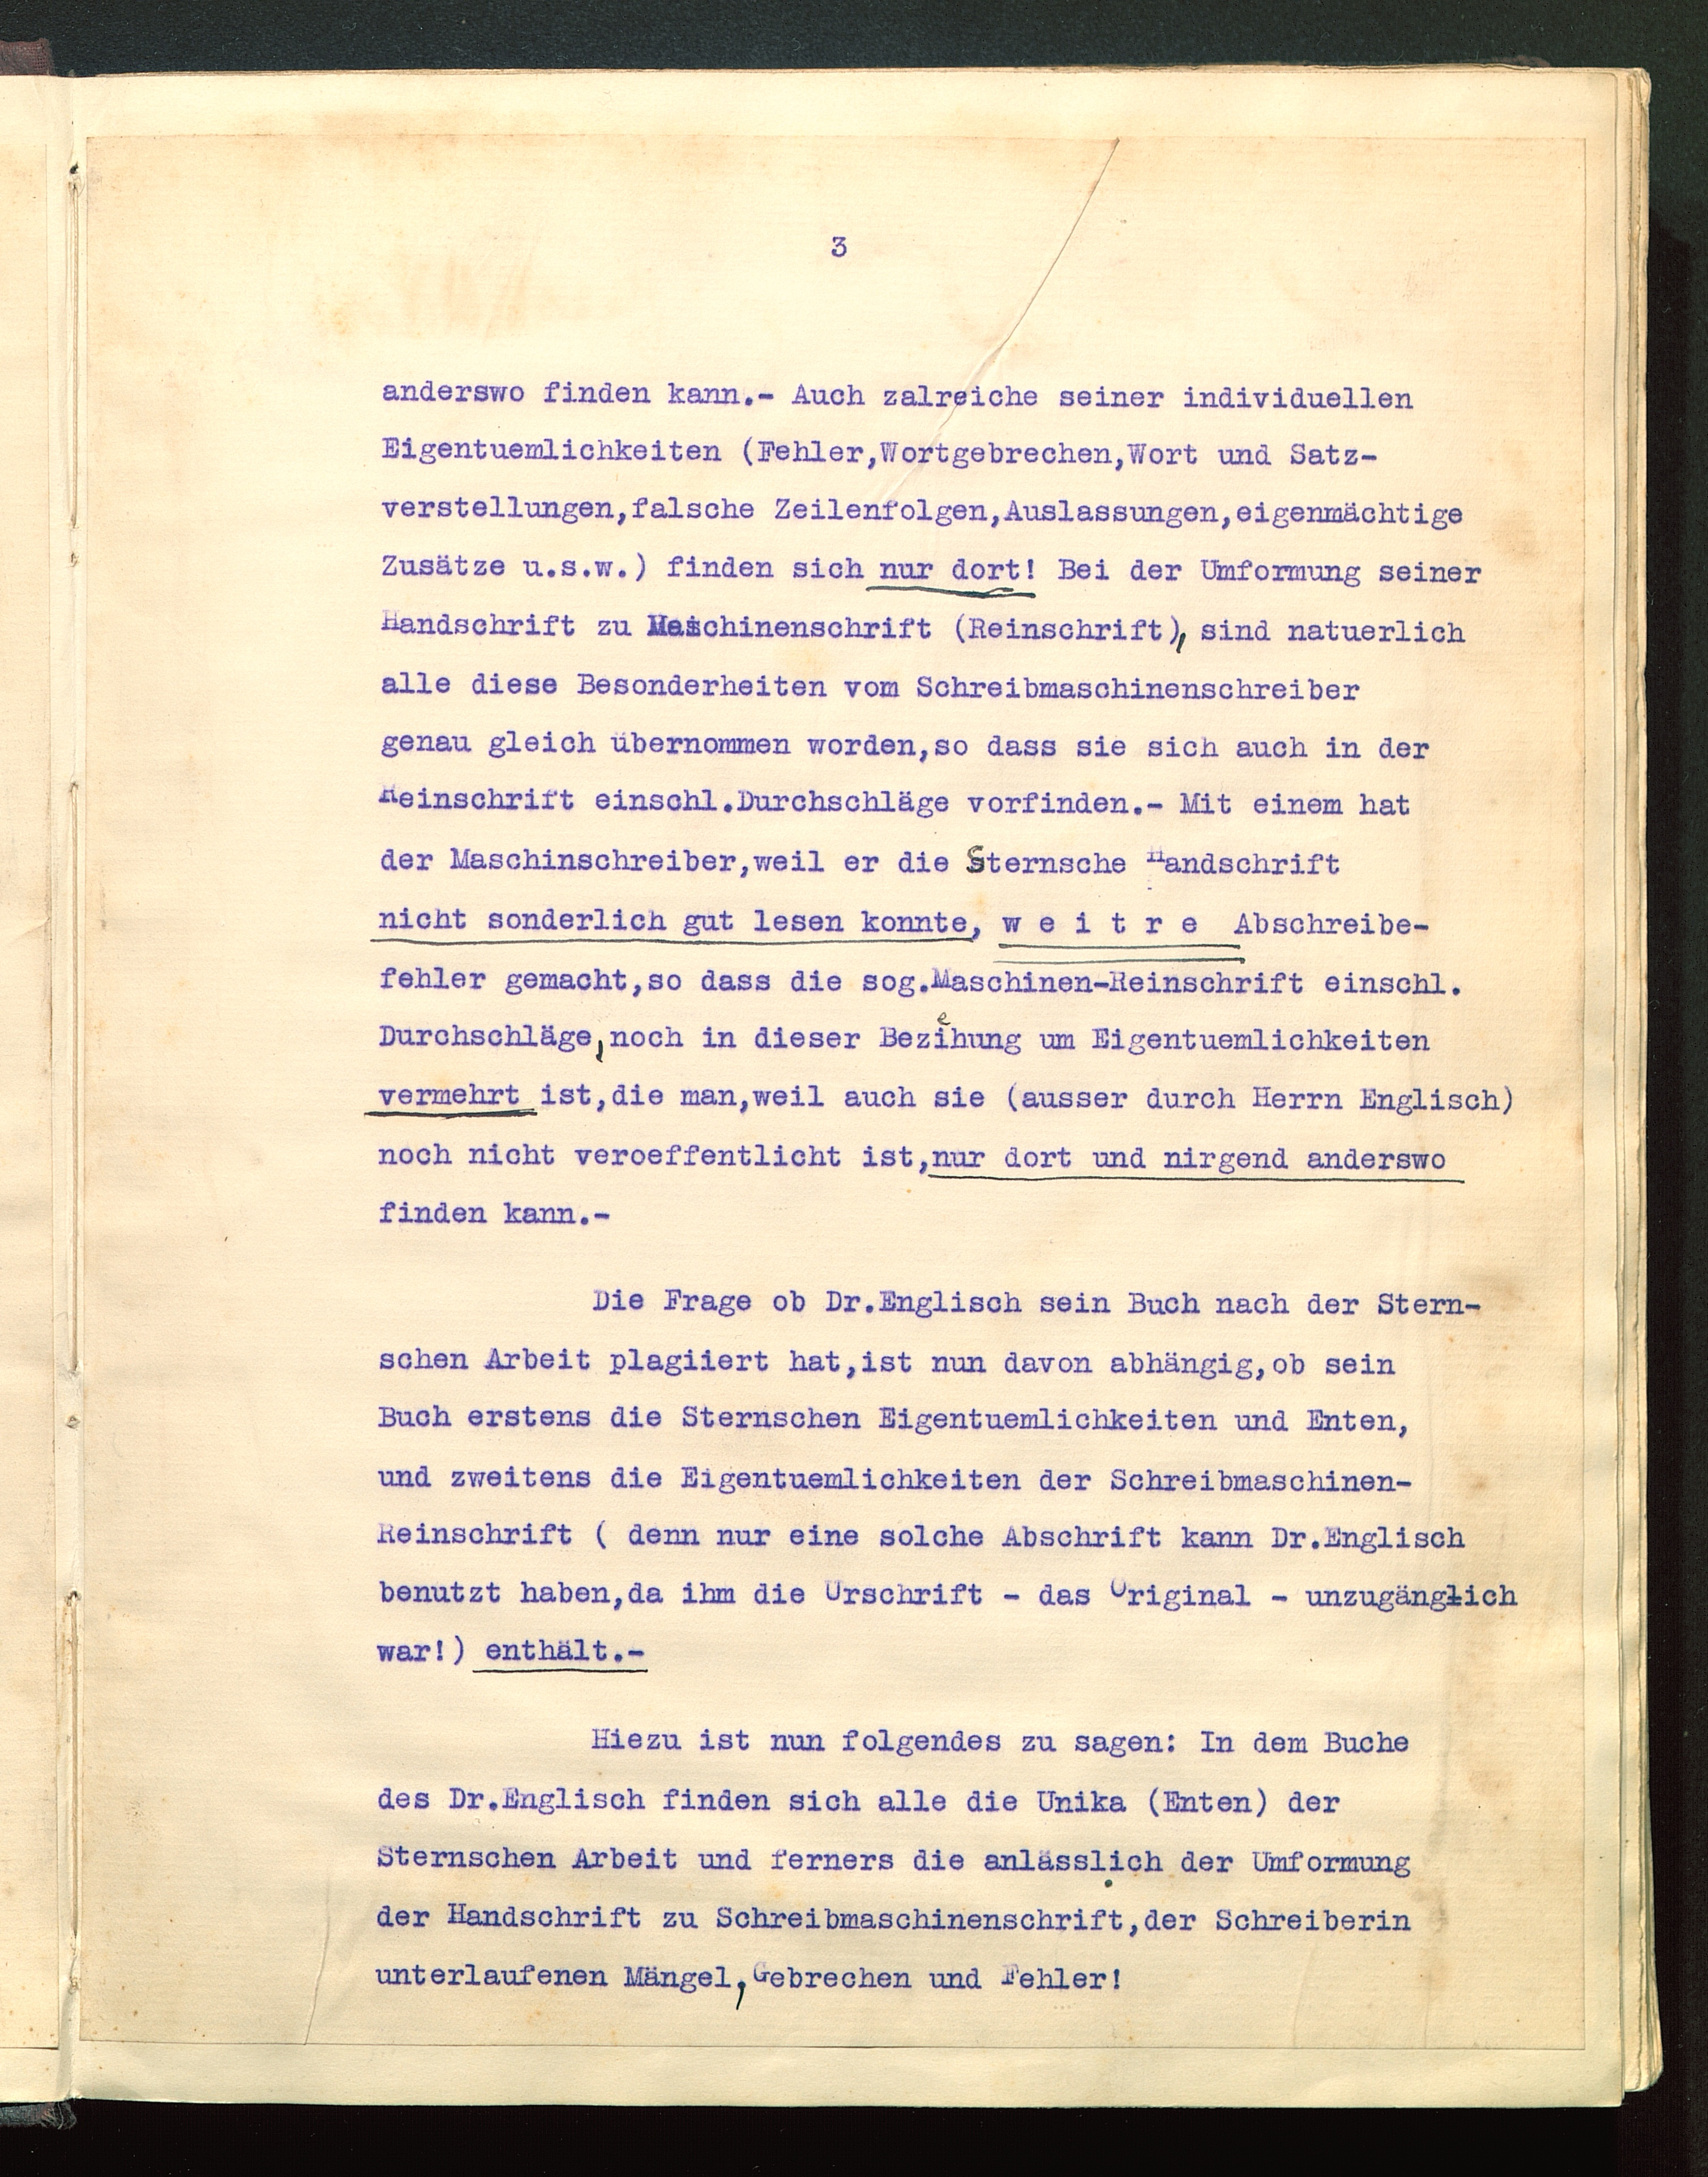 3
anderswo finden kann.- Auch zalreiche seiner individuellen
Eigentuemlichkeiten (Fehler,Wortgebrechen,Wort und Satz-
verstellungen,falsche Zeilenfolgen,Auslassungen,eigenmächtige
Zusätze u.s.w.) finden sich nur dort! Bei der Umformung seiner
Handschrift zu Maschinenschrift (Reinschrift), sind natuerlich
alle diese Besonderheiten vom Schreibmaschinenschreiber
genau gleich übernommen worden,so dass sie sich auch in der
Reinschrift einschl.Durchschläge vorfinden.- Mit einem hat
der Maschinschreiber,weil er die Sternsche Handschrift
nicht sonderlich gut lesen konnte, w e i t r e Abschreibe-
fehler gemacht,so dass die sog.Maschinen-Reinschrift einschl.
Durchschläge,noch in dieser Beziehung um Eigentuemlichkeiten
vermehrt ist,die man,weil auch sie (ausser durch Herrn Englisch)
noch nicht veroeffentlicht ist,nur dort und nirgend anderswo
finden kann.-
Die Frage ob Dr.Englisch sein Buch nach der Stern-
schen Arbeit plagiiert hat,ist nun davon abhängig,ob sein
Buch erstens die Sternschen Eigentuemlichkeiten und Enten,
und zweitens die Eigentuemlichkeiten der Schreibmaschinen-
Reinschrift ( denn nur eine solche Abschrift kann Dr.Englisch
benutzt haben,da ihm die Urschrift - das Original - unzugänglich
war!) enthält.-
Hiezu ist nun folgendes zu sagen: In dem Buche
des Dr.Englisch finden sich alle die Unika (Enten) der
Sternschen Arbeit und ferners die anlässlich der Umformung
der Handschrift zu Schreibmaschinenschrift,der Schreiberin
unterlaufenen Mängel,Gebrechen und Fehler!